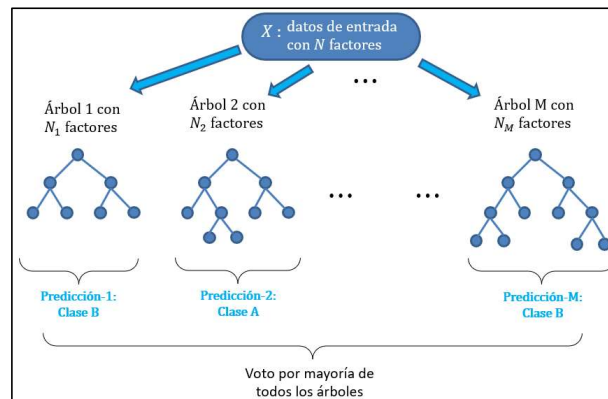 X : datos de entrada
con N factores
...
Árbol 1 con
N₁ factores
Árbol 2 con
N₂ factores
Árbol M con
N_M factores
... ...
Predicción-1:
Clase B
Predicción-2:
Clase A
Predicción-M:
Clase B
Voto por mayoría de
todos los árboles